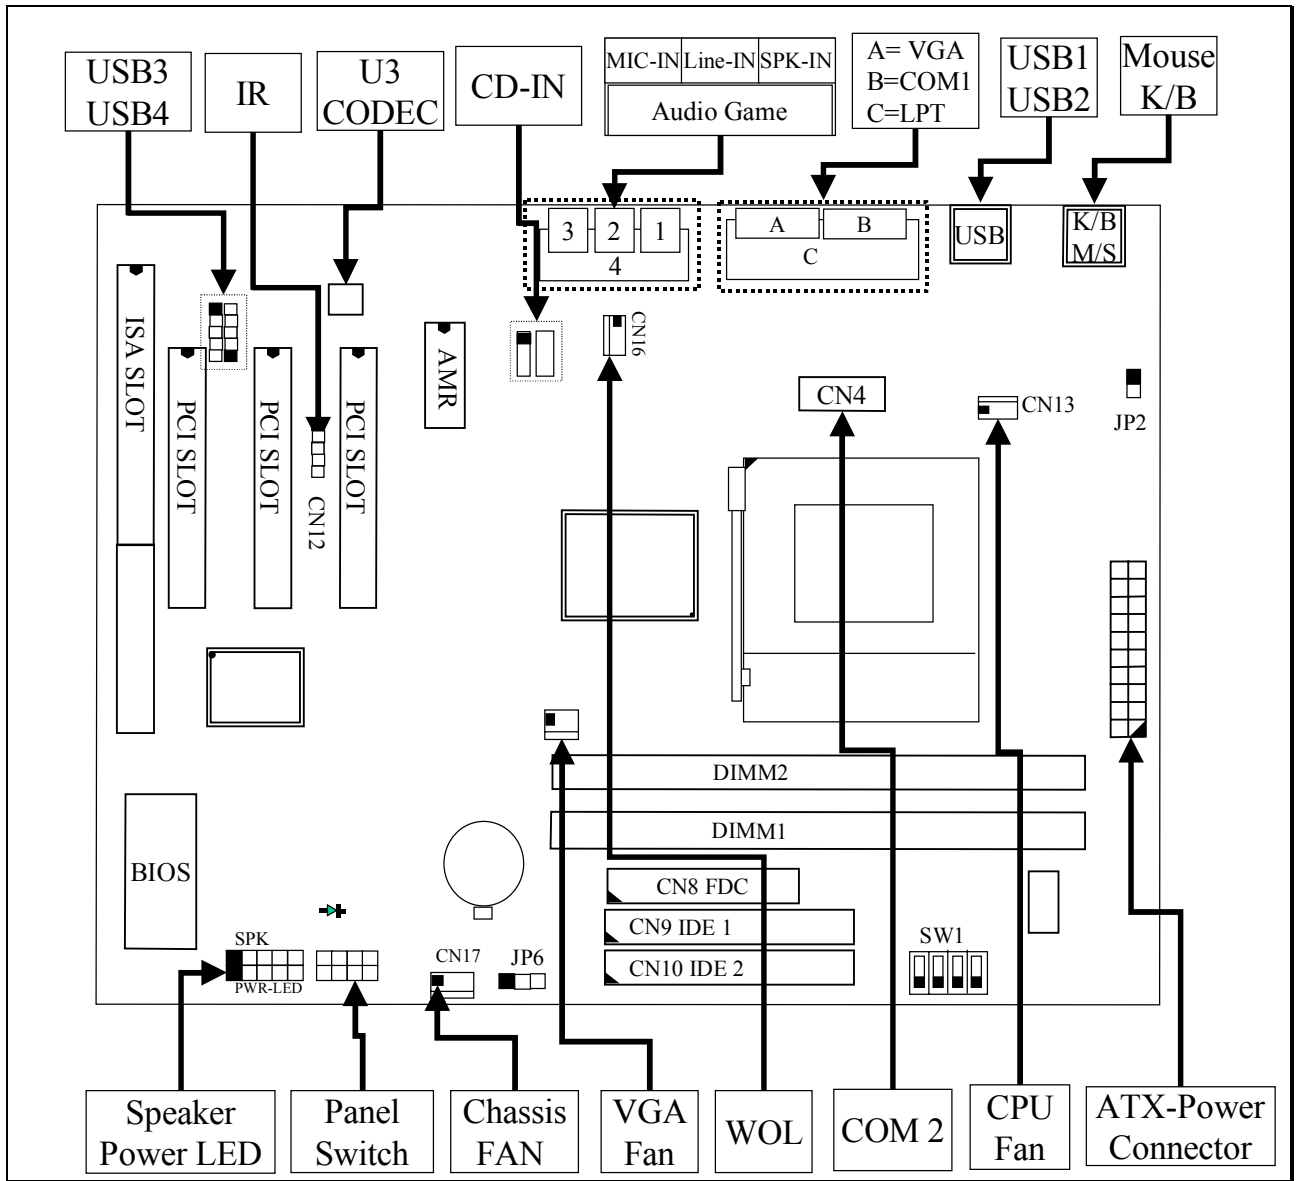 USB3
USB4
IR
U3
CODEC
CD-IN
MIC-IN
Line-IN
SPK-IN
Audio Game
A= VGA
B=COM1
C=LPT
USB1
USB2
Mouse
K/B
3
2
1
4
A
B
C
USB
K/B
M/S
ISA SLOT
PCI SLOT
PCI SLOT
PCI SLOT
CN12
AMR
CN16
CN4
CN13
JP2
DIMM2
DIMM1
BIOS
CN8 FDC
CN9 IDE 1
CN10 IDE 2
SW1
SPK
PWR-LED
CN17
JP6
Speaker
Power LED
Panel
Switch
Chassis
FAN
VGA
Fan
WOL
COM 2
CPU
Fan
ATX-Power
Connector